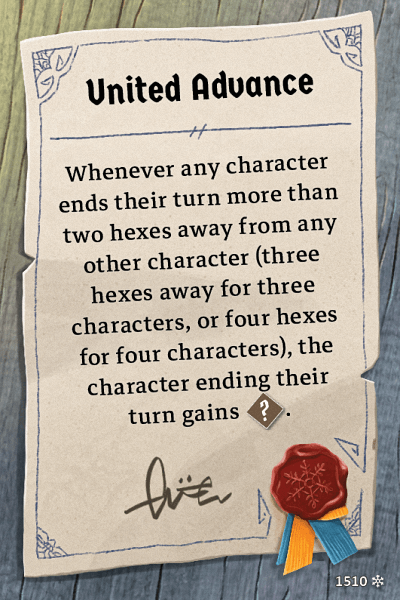 United Advance
Whenever any character
ends their turn more than
two hexes away from any
other character (three
hexes away for three
characters, or four hexes
for four characters), the
character ending their
turn gains ?.
1510